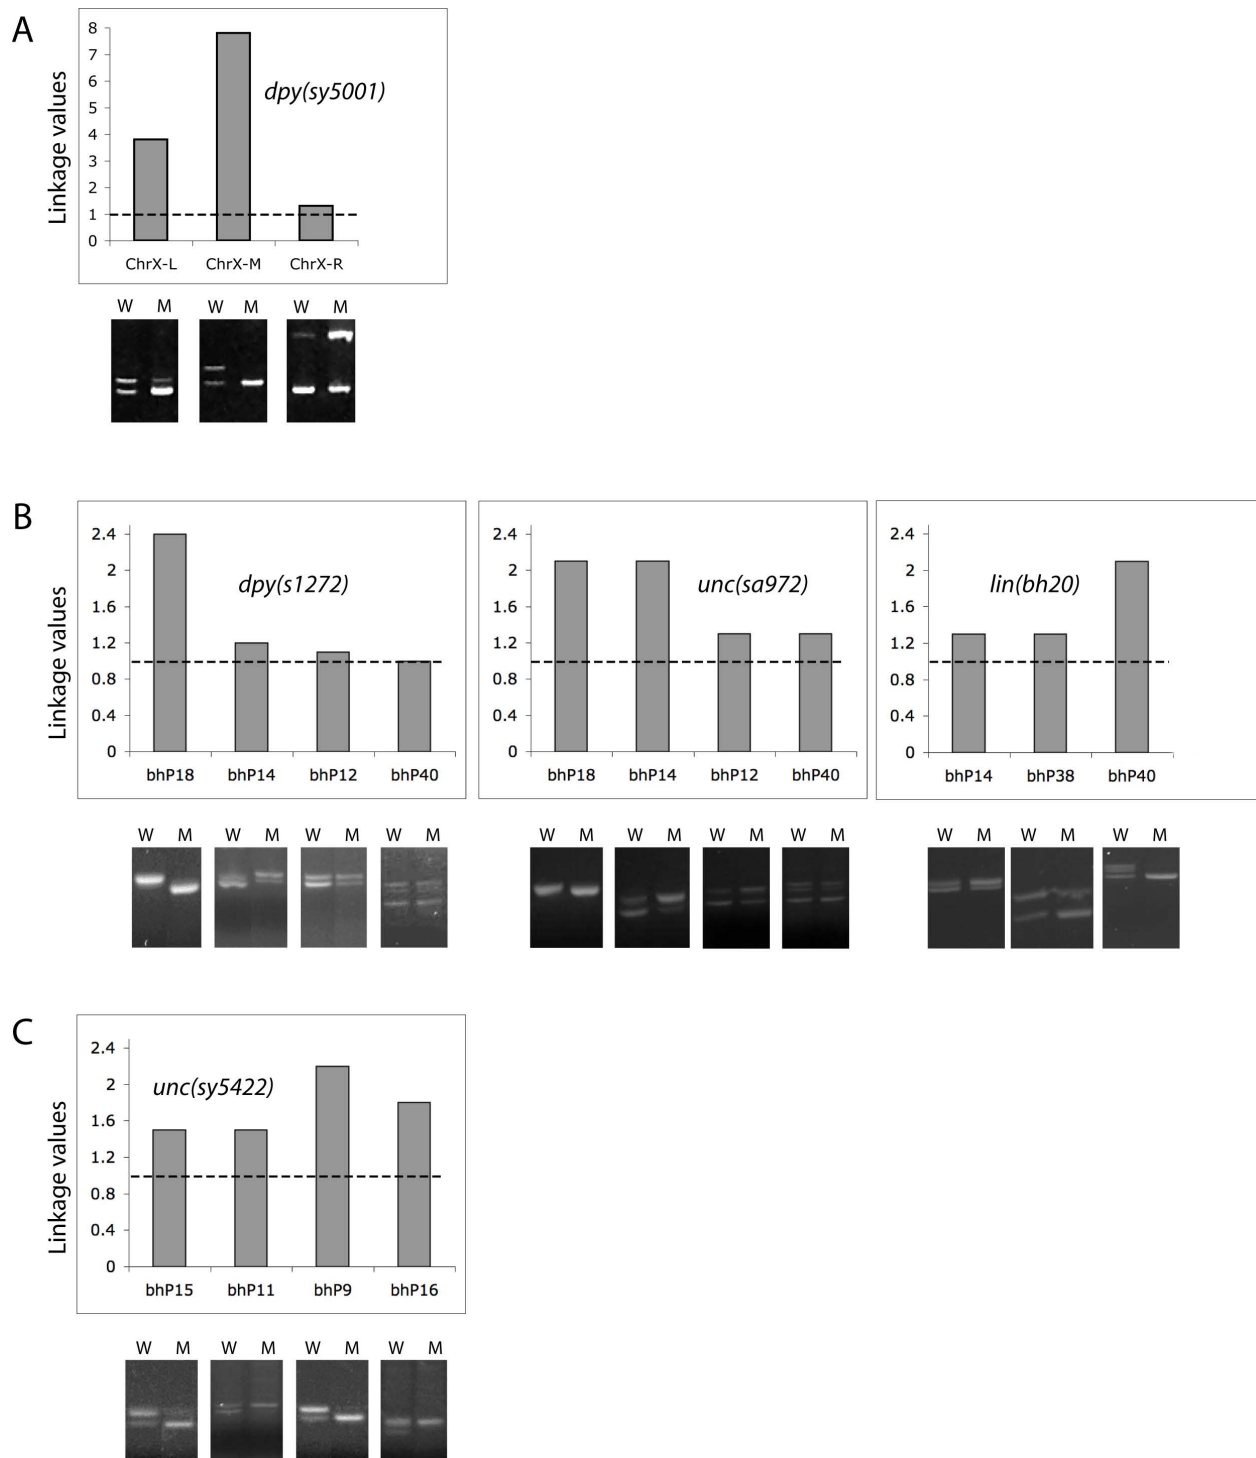 A
8
7
6
5
4
3
2
1
0
Linkage values
dpy(sy5001)
ChrX-L ChrX-M ChrX-R
W M W M W M
B
2.4
2
1.6
1.2
0.8
0.4
0
Linkage values
dpy(s1272)
bhP18 bhP14 bhP12 bhP40
2.4
2
1.6
1.2
0.8
0.4
0
unc(sa972)
bhP18 bhP14 bhP12 bhP40
2.4
2
1.6
1.2
0.8
0.4
0
lin(bh20)
bhP14 bhP38 bhP40
W M W M W M W M
W M W M W M W M
W M W M W M
C
2.4
2
1.6
1.2
0.8
0.4
0
Linkage values
unc(sy5422)
bhP15 bhP11 bhP9 bhP16
W M W M W M W M